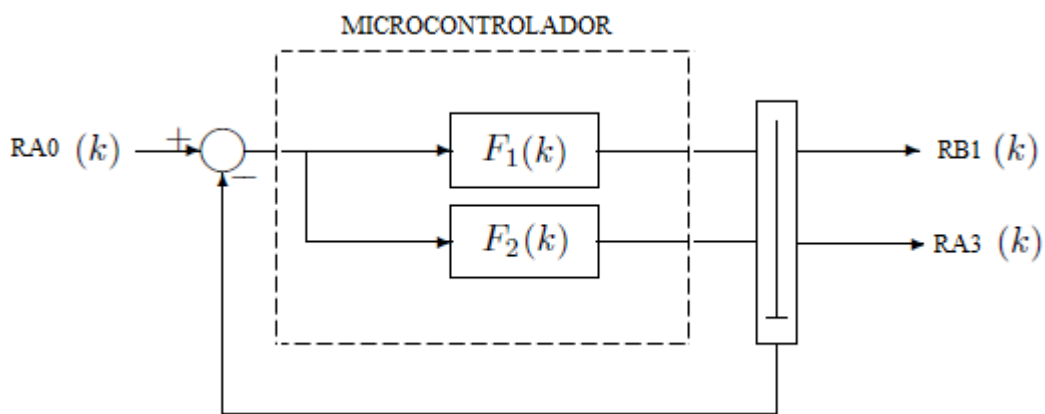 MICROCONTROLADOR
RA0 (k)
+
−
F₁(k)
RB1 (k)
F₂(k)
RA3 (k)